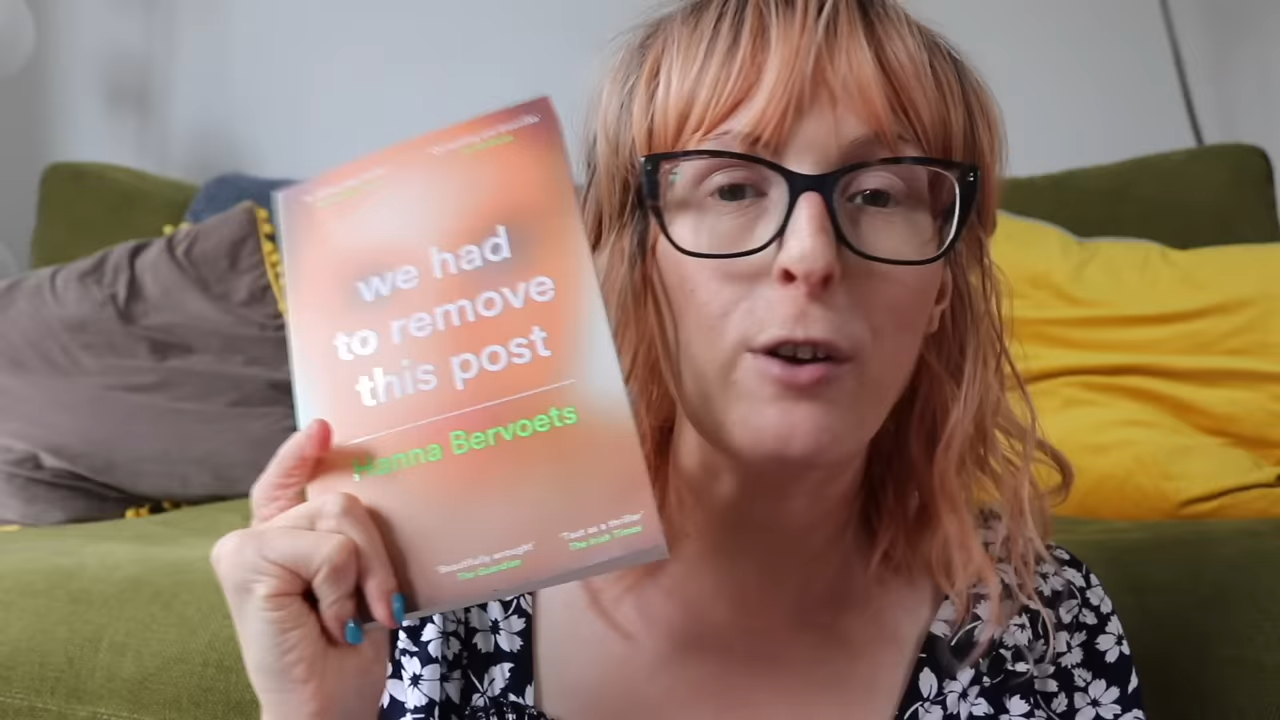 we had
to remove
this post
Hanna Bervoets
'Beautifully wrought'
The Guardian
'Taut as a thriller'
The Irish Times